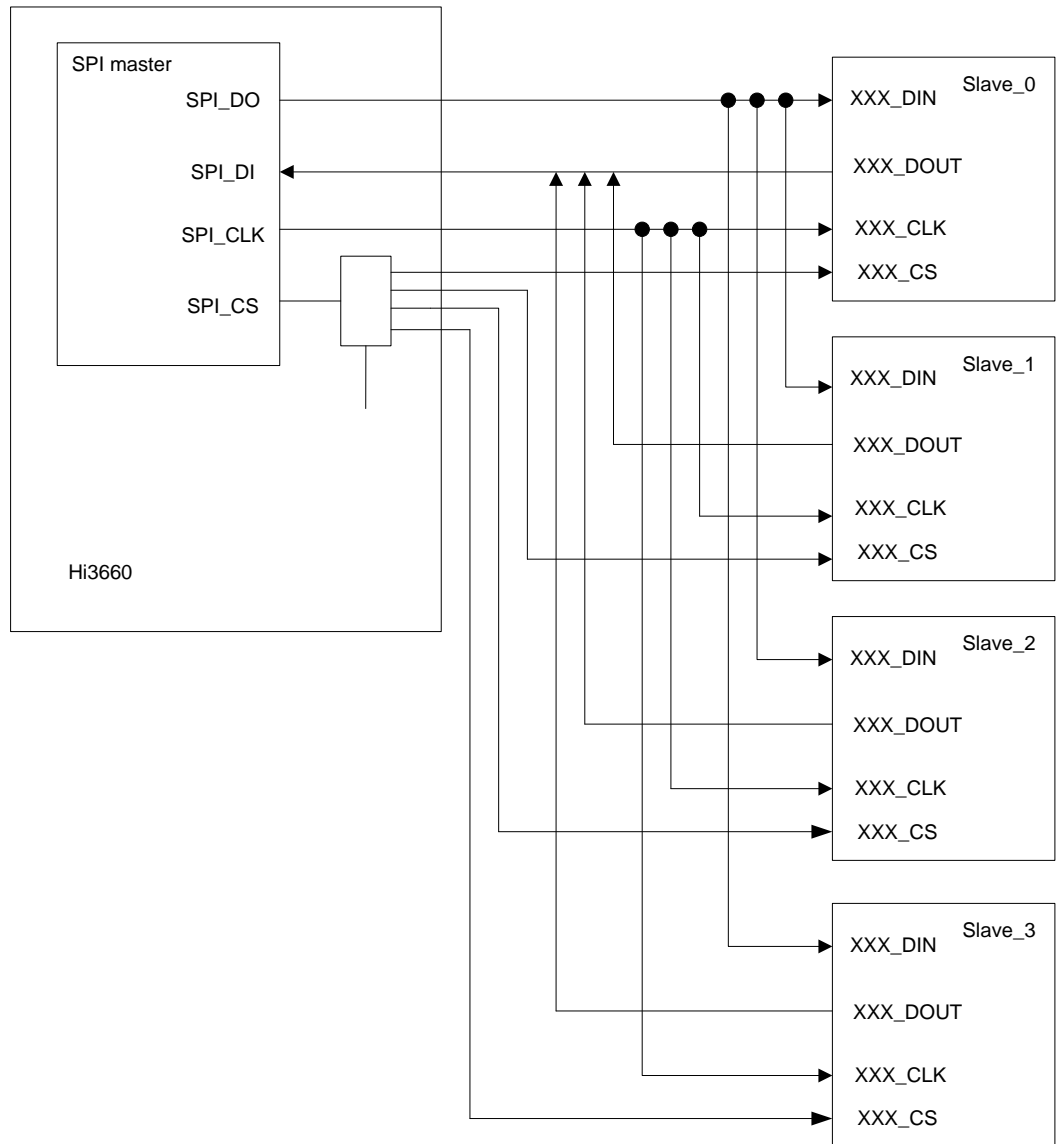 SPI master
SPI_DO
SPI_DI
SPI_CLK
SPI_CS
Hi3660
XXX_DIN Slave_0
XXX_DOUT
XXX_CLK
XXX_CS
XXX_DIN Slave_1
XXX_DOUT
XXX_CLK
XXX_CS
XXX_DIN Slave_2
XXX_DOUT
XXX_CLK
XXX_CS
XXX_DIN Slave_3
XXX_DOUT
XXX_CLK
XXX_CS